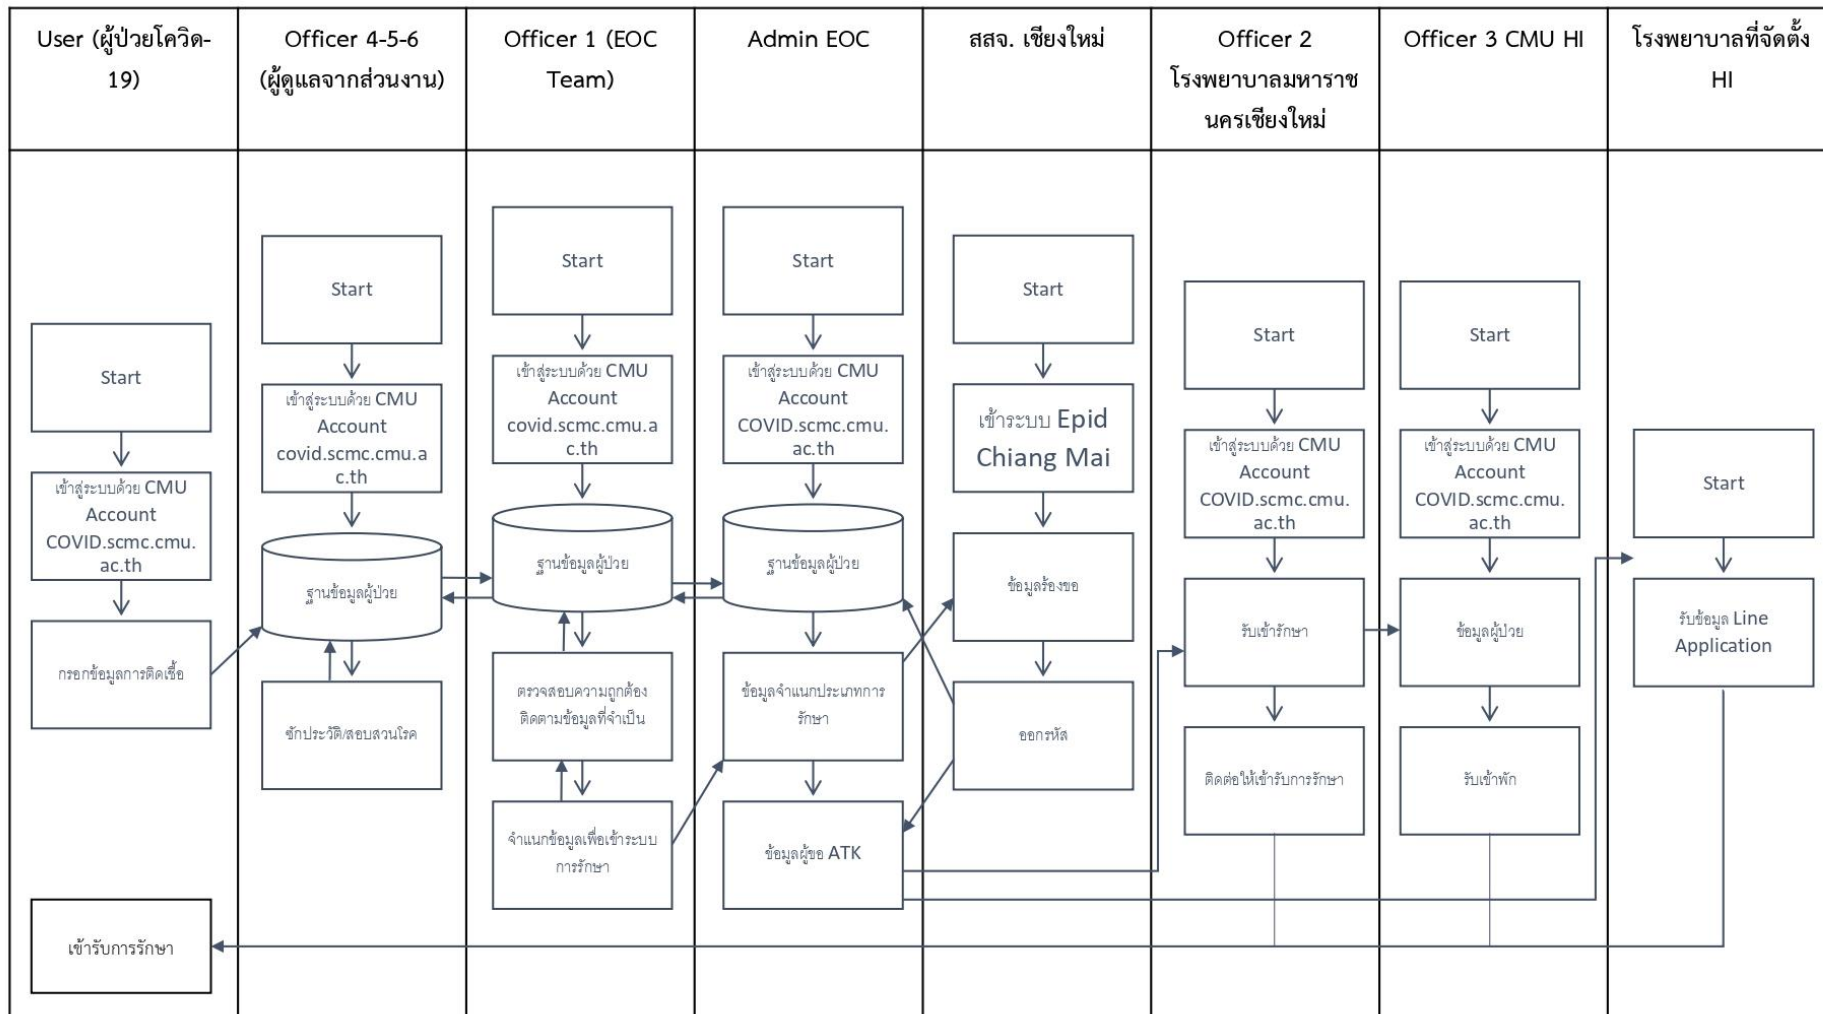 User (ผู้ป่วยโควิด-
19)
Officer 4-5-6
(ผู้ดูแลจากส่วนงาน)
Officer 1 (EOC
Team)
Admin EOC
สสจ. เชียงใหม่
Officer 2
โรงพยาบาลมหาราช
นครเชียงใหม่
Officer 3 CMU HI
โรงพยาบาลที่จัดตั้ง
HI
Start
เข้าสู่ระบบด้วย CMU
Account
COVID.scmc.cmu.
ac.th
กรอกข้อมูลการติดเชื้อ
เข้ารับการรักษา
Start
เข้าสู่ระบบด้วย CMU
Account
covid.scmc.cmu.a
c.th
ฐานข้อมูลผู้ป่วย
ซักประวัติ/สอบสวนโรค
Start
เข้าสู่ระบบด้วย CMU
Account
covid.scmc.cmu.a
c.th
ฐานข้อมูลผู้ป่วย
ตรวจสอบความถูกต้อง
ติดตามข้อมูลที่จำเป็น
จำแนกข้อมูลเพื่อเข้าระบบ
การรักษา
Start
เข้าสู่ระบบด้วย CMU
Account
COVID.scmc.cmu.
ac.th
ฐานข้อมูลผู้ป่วย
ข้อมูลจำแนกประเภทการ
รักษา
ข้อมูลผู้ขอ ATK
Start
เข้าระบบ Epid
Chiang Mai
ข้อมูลร้องขอ
ออกรหัส
Start
เข้าสู่ระบบด้วย CMU
Account
COVID.scmc.cmu.
ac.th
รับเข้ารักษา
ติดต่อให้เข้ารับการรักษา
Start
เข้าสู่ระบบด้วย CMU
Account
COVID.scmc.cmu.
ac.th
ข้อมูลผู้ป่วย
รับเข้าพัก
Start
รับข้อมูล Line
Application